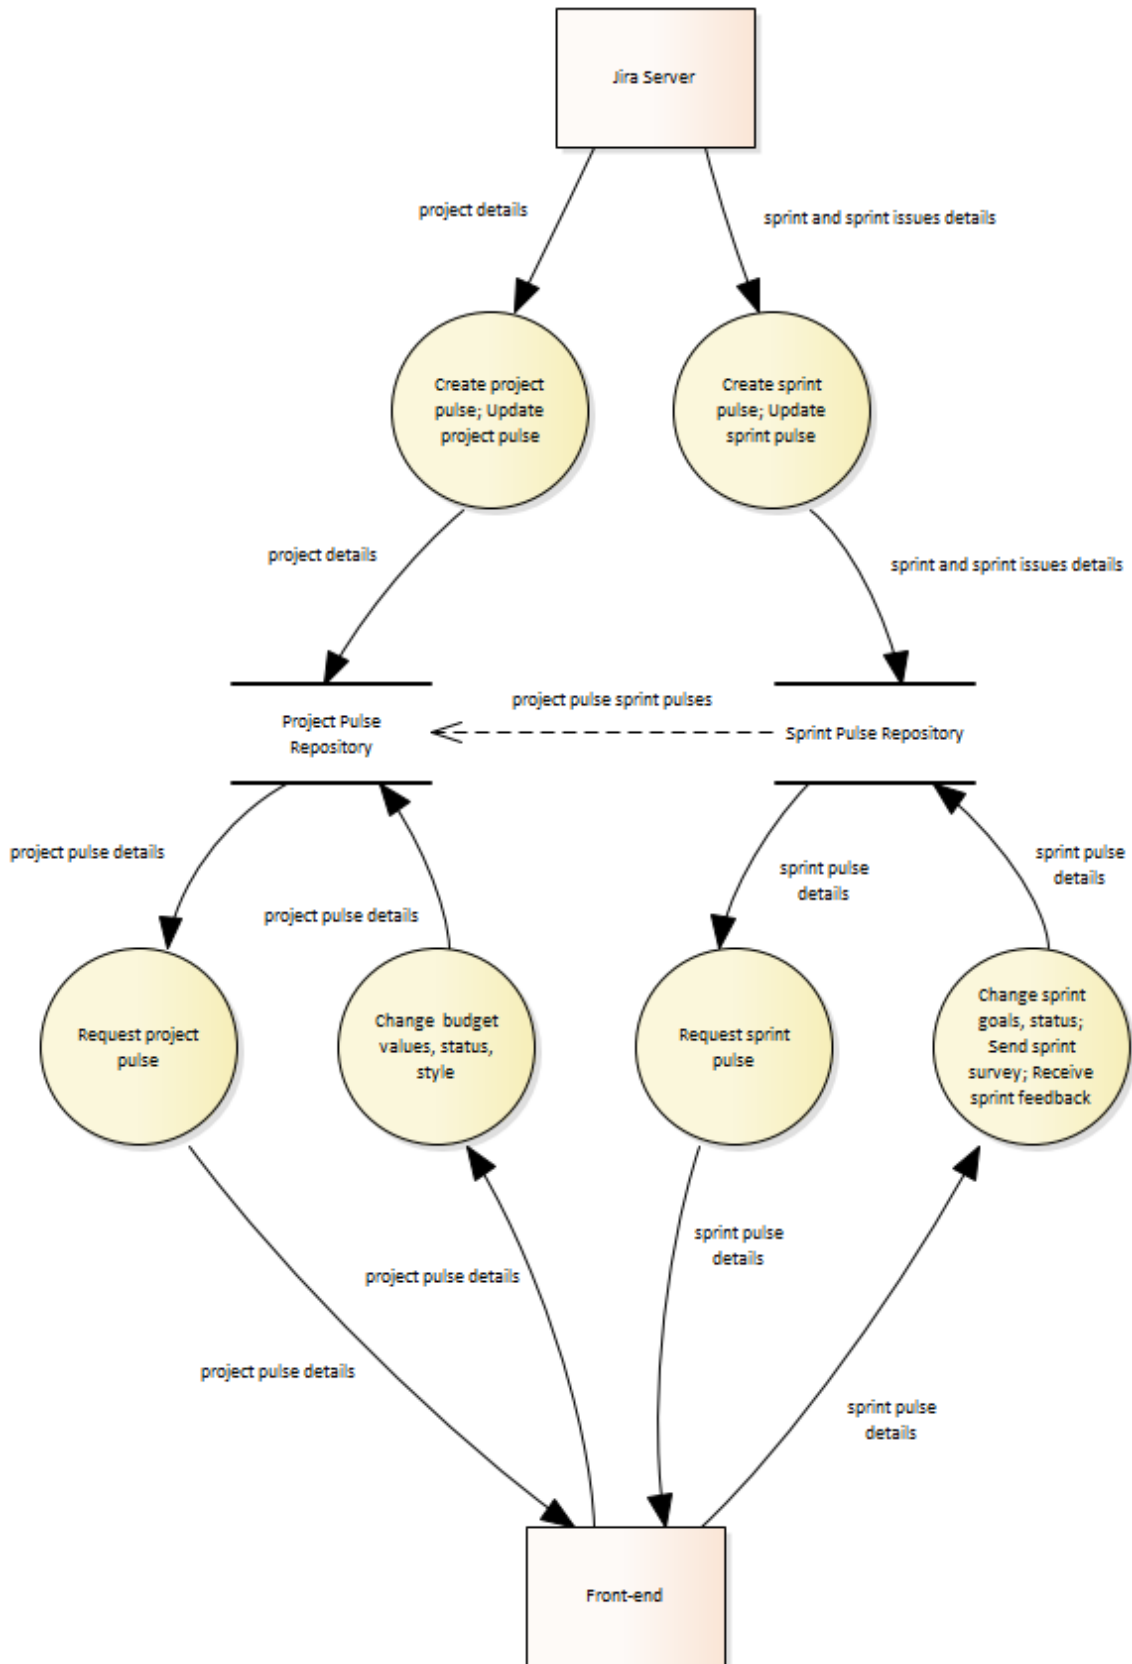 Jira Server
project details
sprint and sprint issues details
Create project
pulse; Update
project pulse
Create sprint
pulse; Update
sprint pulse
project details
sprint and sprint issues details
project pulse sprint pulses
Project Pulse
Repository
Sprint Pulse Repository
project pulse details
project pulse details
sprint pulse
details
sprint pulse
details
Request project
pulse
Change budget
values, status,
style
Request sprint
pulse
Change sprint
goals, status;
Send sprint
survey; Receive
sprint feedback
project pulse details
project pulse details
sprint pulse
details
sprint pulse
details
Front-end